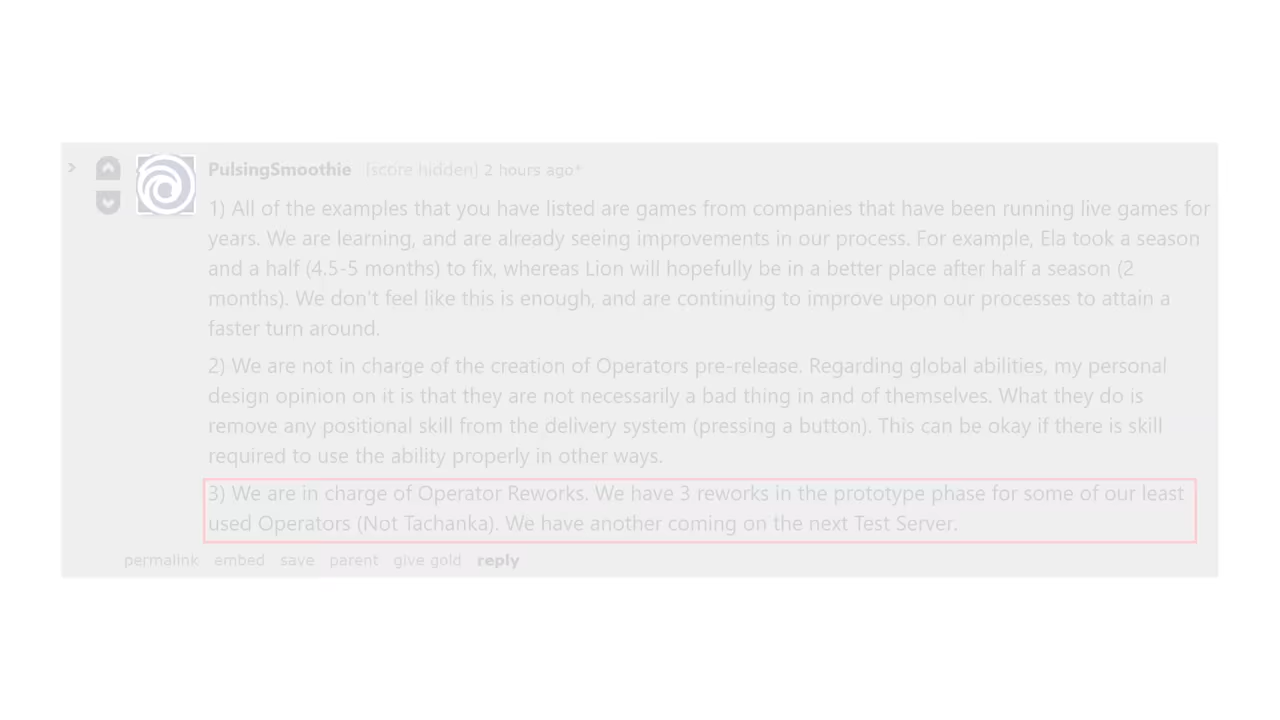 PulsingSmoothie [score hidden] 2 hours ago*
1) All of the examples that you have listed are games from companies that have been running live games for
years. We are learning, and are already seeing improvements in our process. For example, Ela took a season
and a half (4.5-5 months) to fix, whereas Lion will hopefully be in a better place after half a season (2
months). We don't feel like this is enough, and are continuing to improve upon our processes to attain a
faster turn around.
2) We are not in charge of the creation of Operators pre-release. Regarding global abilities, my personal
design opinion on it is that they are not necessarily a bad thing in and of themselves. What they do is
remove any positional skill from the delivery system (pressing a button). This can be okay if there is skill
required to use the ability properly in other ways.
3) We are in charge of Operator Reworks. We have 3 reworks in the prototype phase for some of our least
used Operators (Not Tachanka). We have another coming on the next Test Server.
permalink embed save parent give gold reply